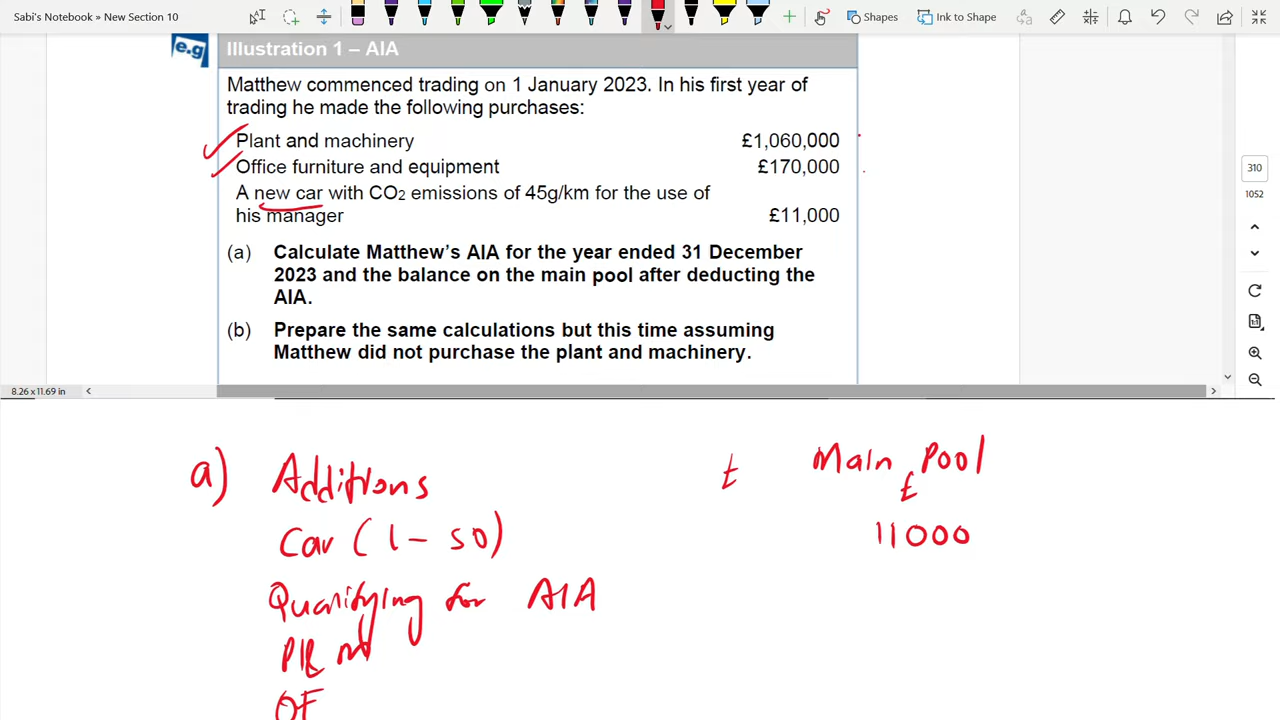 Sabi's Notebook » New Section 10
Shapes
Ink to Shape
e.g
Illustration 1 – AIA
Matthew commenced trading on 1 January 2023. In his first year of
trading he made the following purchases:
Plant and machinery £1,060,000
Office furniture and equipment £170,000
A new car with CO2 emissions of 45g/km for the use of
his manager £11,000
(a) Calculate Matthew's AIA for the year ended 31 December
2023 and the balance on the main pool after deducting the
AIA.
(b) Prepare the same calculations but this time assuming
Matthew did not purchase the plant and machinery.
310
1052
1:1
8.26 x 11.69 in
a) Additions £ Main Pool
£
Car (1 - 50) 11000
Qualifying for AIA
OF